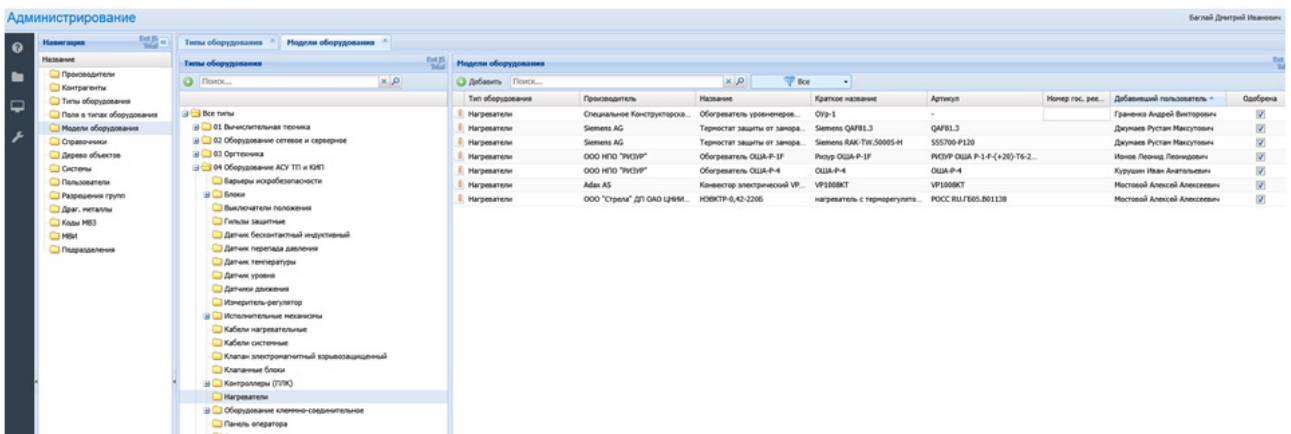 Администрирование
Баглай Дмитрий Иванович
Навигация
Название
Производители
Контрагенты
Типы оборудования
Поля в типах оборудования
Модели оборудования
Справочники
Дерево объектов
Системы
Пользователи
Разрешения групп
Драг. металлы
Коды МВЗ
МВИ
Подразделения
Типы оборудования
Модели оборудования
Типы оборудования
Поиск...
Все типы
01 Вычислительная техника
02 Оборудование сетевое и серверное
03 Оргтехника
04 Оборудование АСУ ТП и КИП
Барьеры искробезопасности
Блоки
Выключатели положения
Гильзы защитные
Датчик бесконтактный индуктивный
Датчик перепада давления
Датчик температуры
Датчик уровня
Датчики движения
Измеритель-регулятор
Исполнительные механизмы
Кабели нагревательные
Кабели системные
Клапан электромагнитный взрывозащищенный
Клапанные блоки
Контроллеры (ПЛК)
Нагреватели
Оборудование клеммно-соединительное
Панель оператора
Модели оборудования
Добавить Поиск... Все
Тип оборудования Производитель Название Краткое название Артикул Номер гос. рее... Добавивший пользователь Одобрена
Нагреватели Специальное Конструкторско... Обогреватель уровнемеров... ОУр-1 - Граненко Андрей Викторович
Нагреватели Siemens AG Термостат защиты от замора... Siemens QAF81.3 QAF81.3 Джумаев Рустам Максутович
Нагреватели Siemens AG Термостат защиты от замора... Siemens RAK-TW.5000S-H S55700-P120 Джумаев Рустам Максутович
Нагреватели ООО НПО "РИЗУР" Обогреватель ОША-Р-1F Ризур ОША-Р-1F РИЗУР ОША Р-1-F-(+20)-Т6-2... Ионов Леонид Леонидович
Нагреватели ООО НПО "РИЗУР" Обогреватель ОША-Р-4 ОША-Р-4 ОША-Р-4 Курушин Иван Анатольевич
Нагреватели Adax AS Конвектор электрический VP... VP1008KT VP1008KT Мостовой Алексей Алексеевич
Нагреватели ООО "Стрела" ДП ОАО ЦНИИ... НЭВКТР-0,42-220Б нагреватель с терморегулято... РОСС RU.ГБ05.В01138 Мостовой Алексей Алексеевич